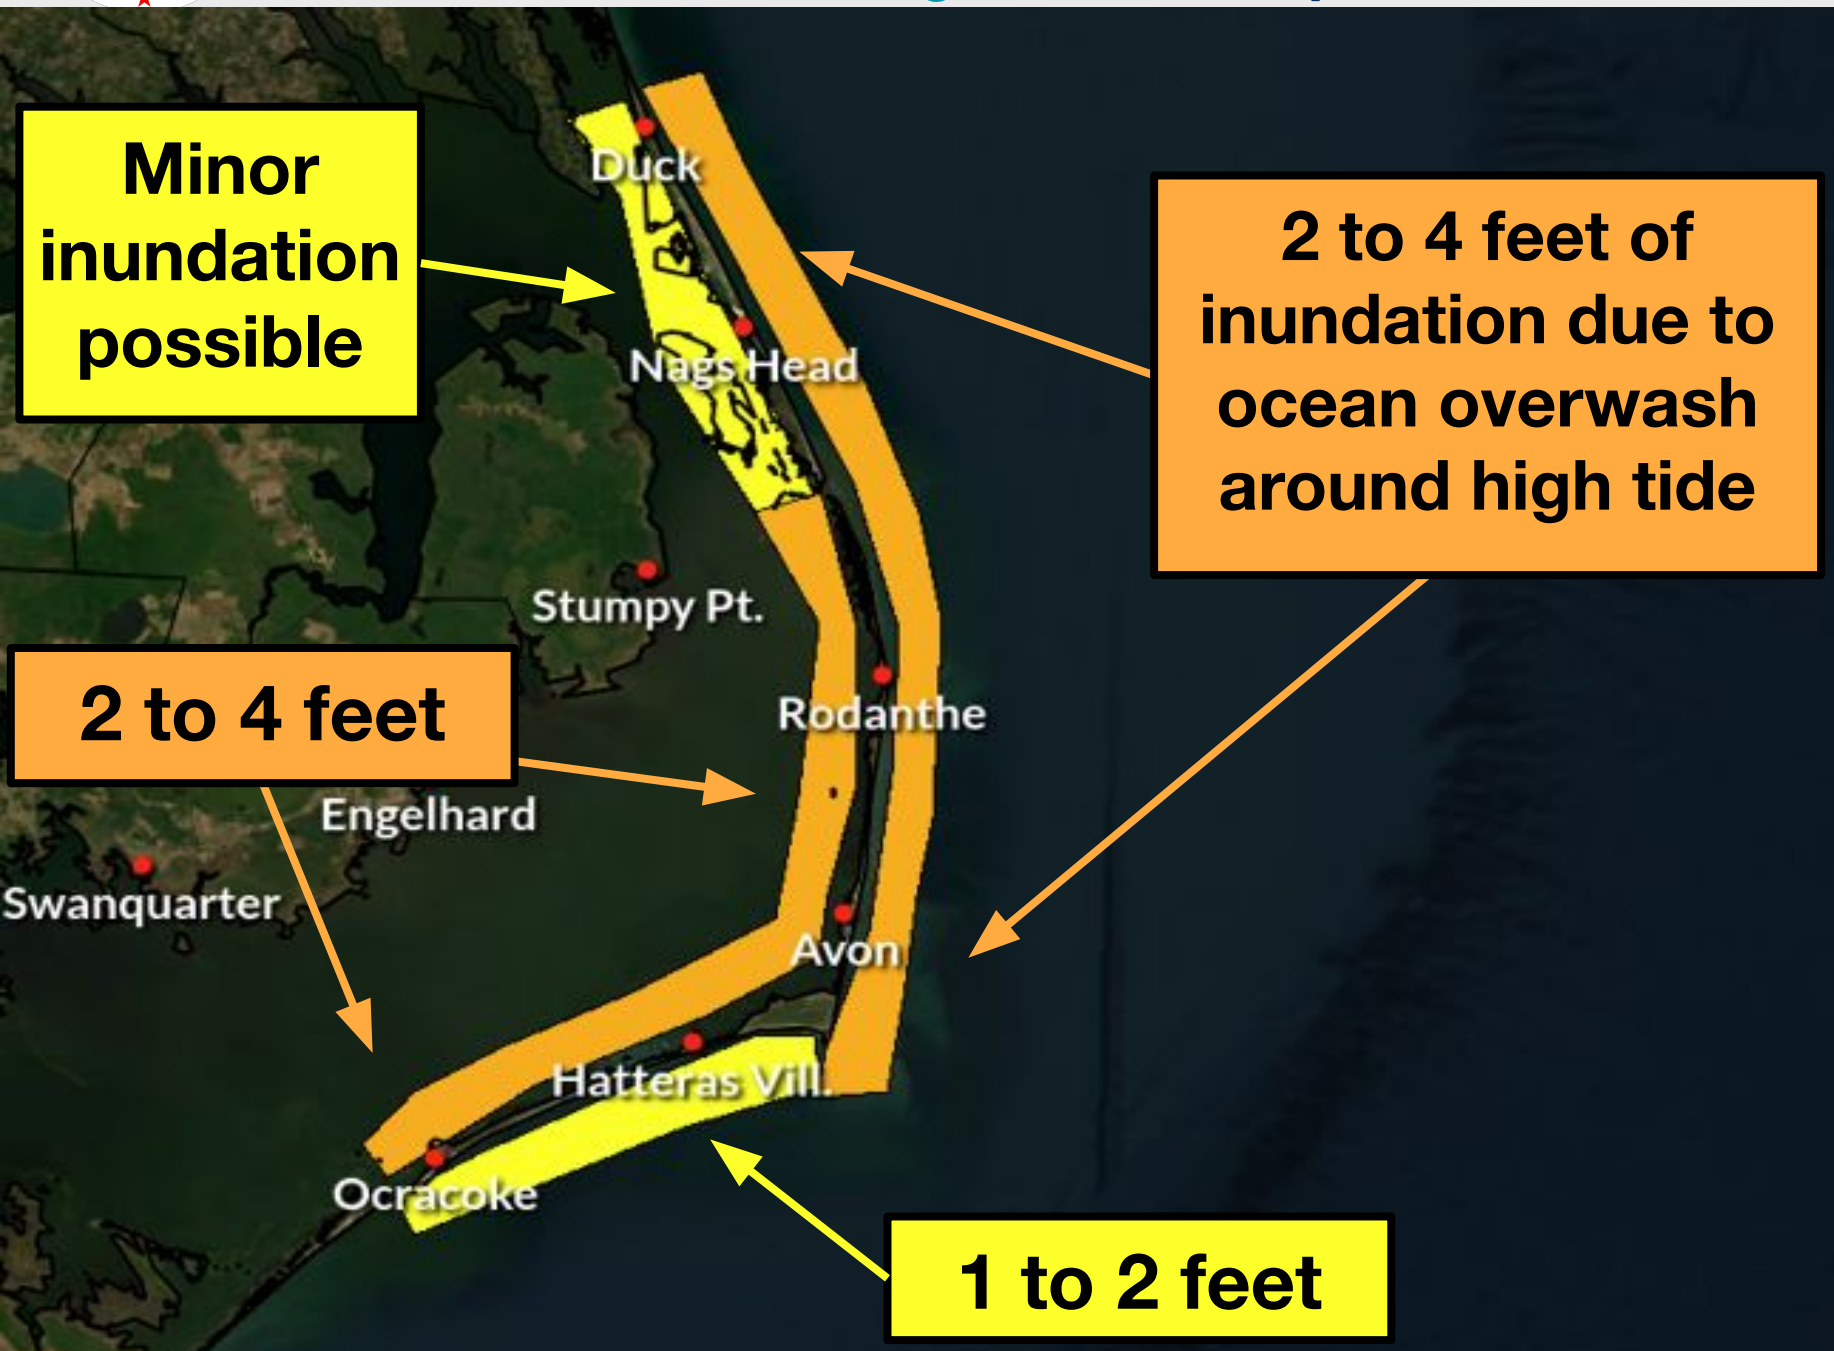 Minor
inundation
possible
2 to 4 feet of
inundation due to
ocean overwash
around high tide
Duck
Nags Head
Stumpy Pt.
2 to 4 feet
Rodanthe
Engelhard
Swanquarter
Avon
Hatteras Vill.
Ocracoke
1 to 2 feet